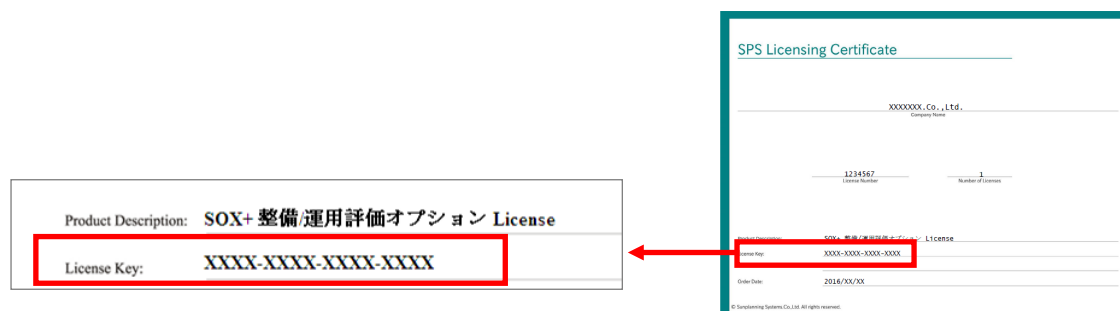 SPS Licensing Certificate
XXXXXXX.Co.,Ltd.
Company Name
1234567
License Number
1
Number of Licenses
Product Description: SOX+ 整備/運用評価オプション License
License Key: XXXX-XXXX-XXXX-XXXX
Product Description: SOX+ 整備/運用評価オプション License
License Key: XXXX-XXXX-XXXX-XXXX
Order Date: 2016/XX/XX
© Sunplanning Systems Co.,Ltd. All rights reserved.